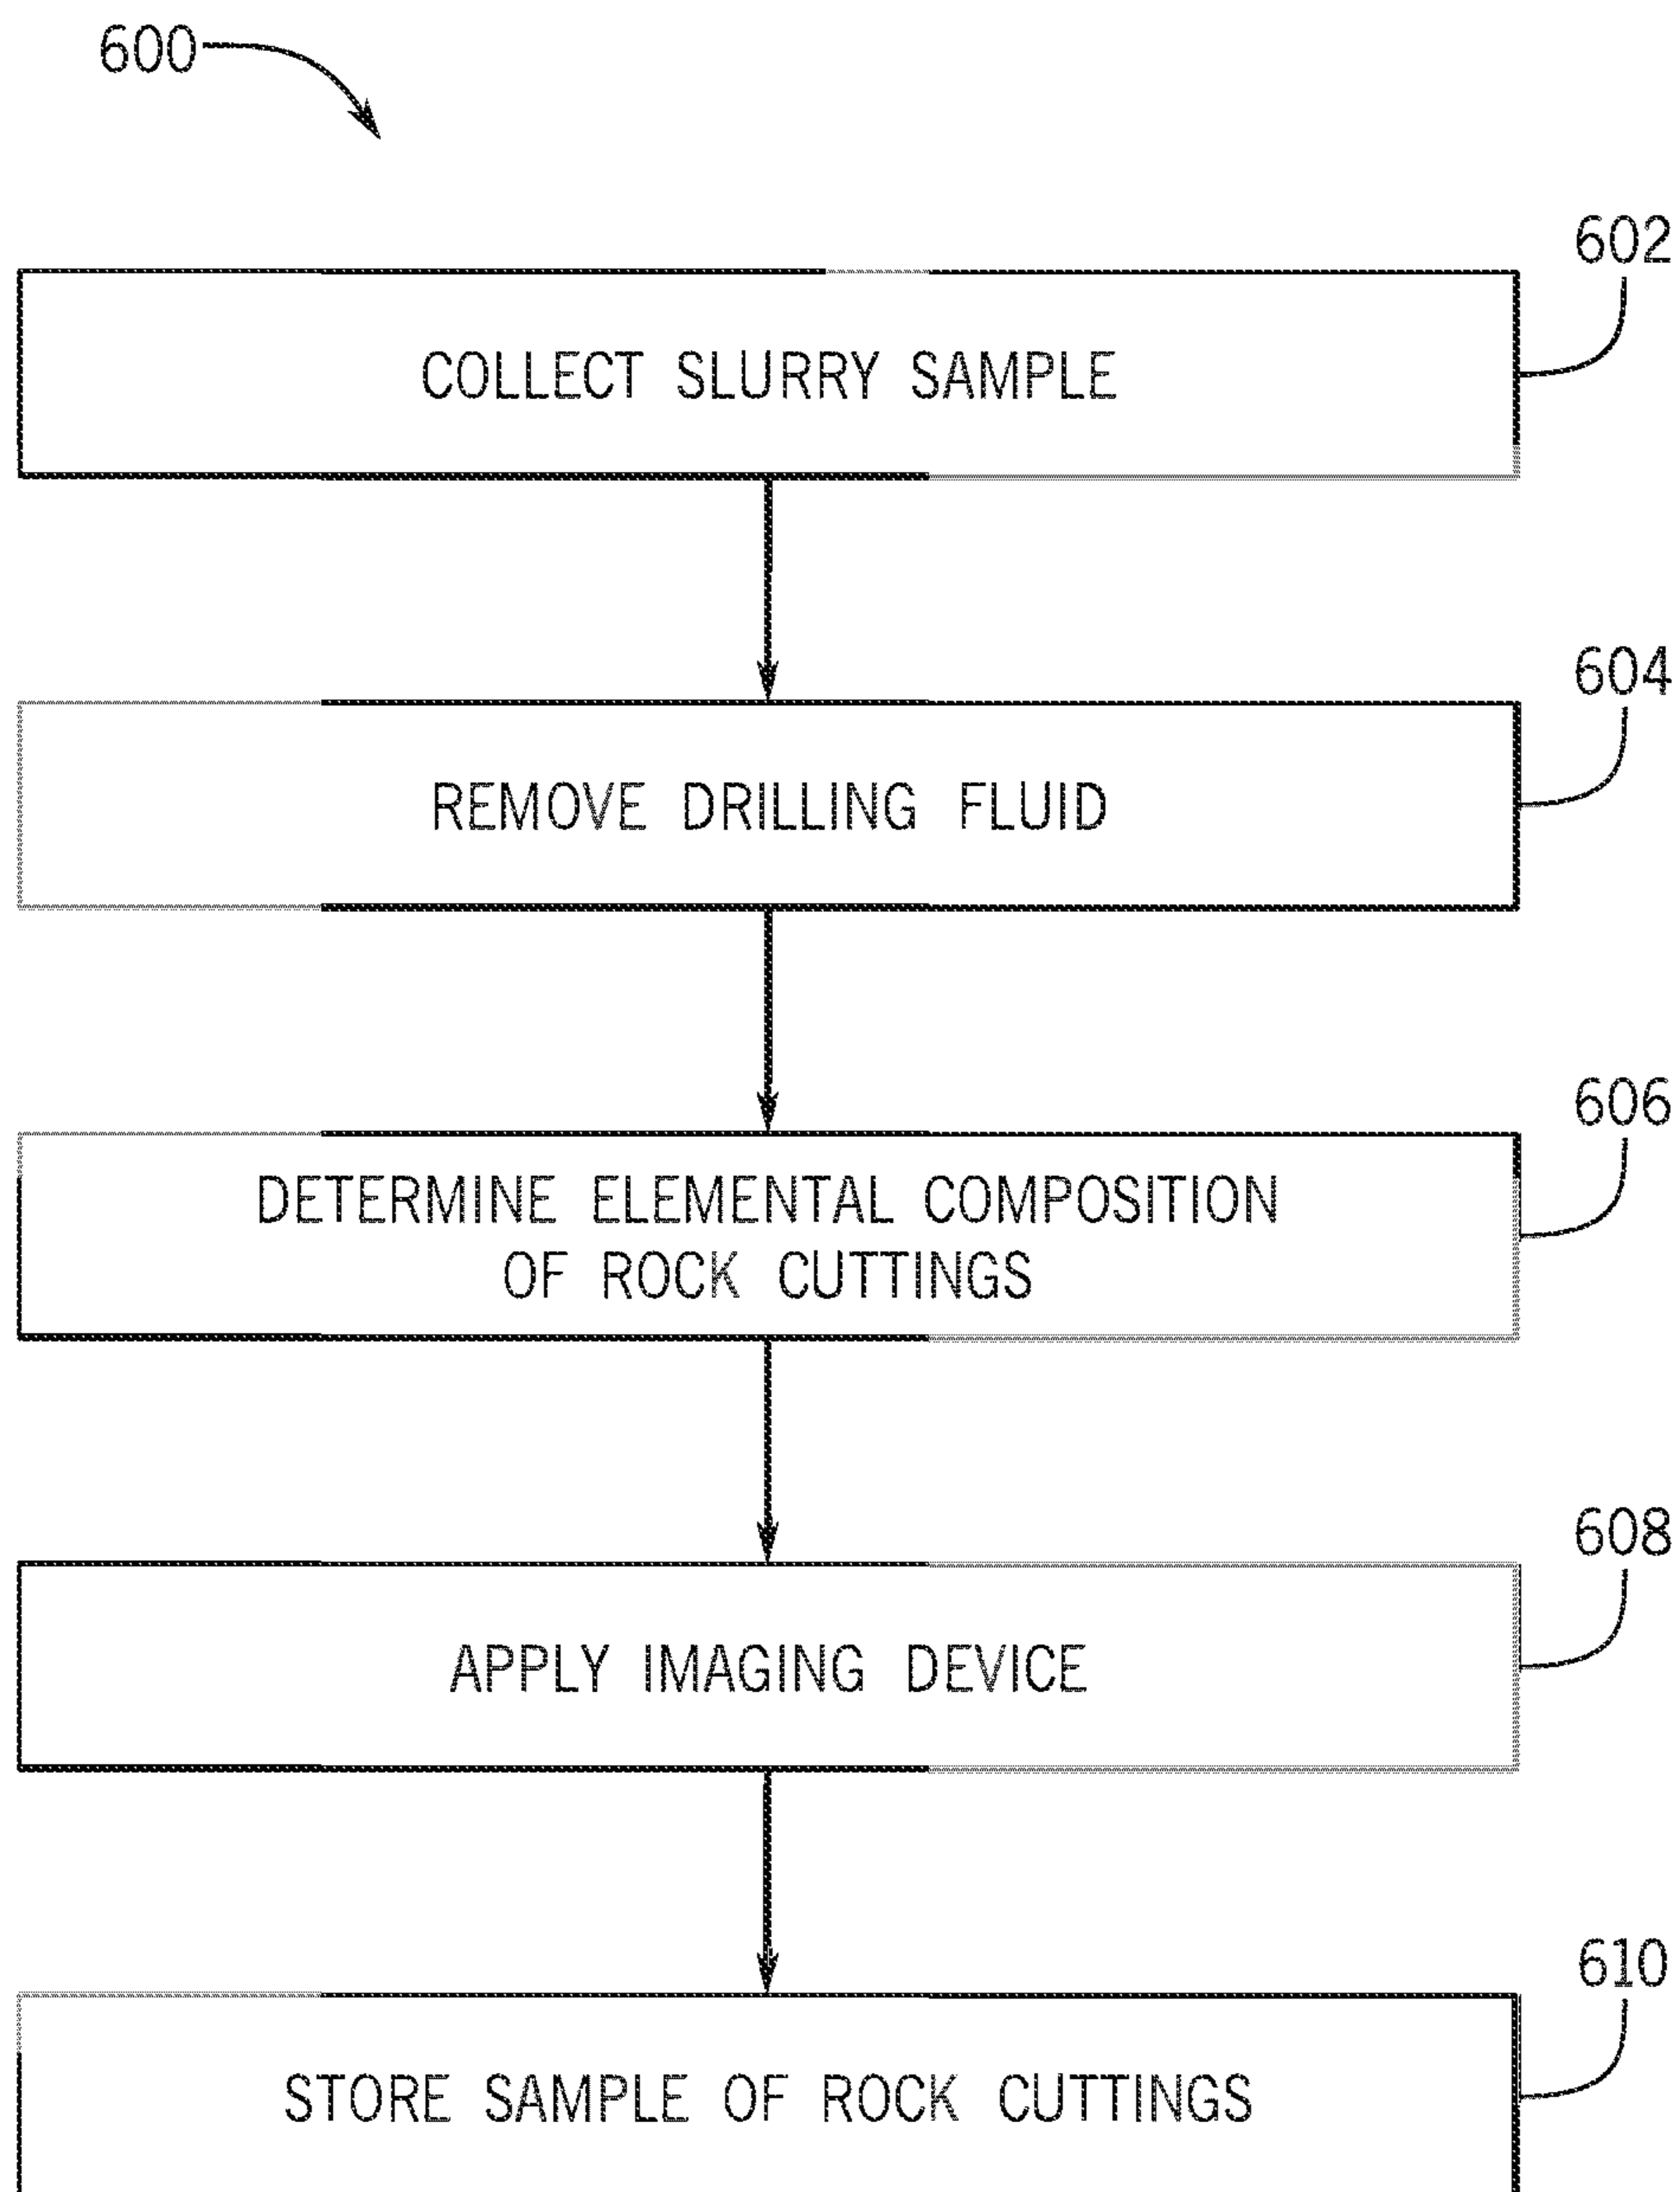 600
602
COLLECT SLURRY SAMPLE
604
REMOVE DRILLING FLUID
606
DETERMINE ELEMENTAL COMPOSITION
OF ROCK CUTTINGS
608
APPLY IMAGING DEVICE
610
STORE SAMPLE OF ROCK CUTTINGS